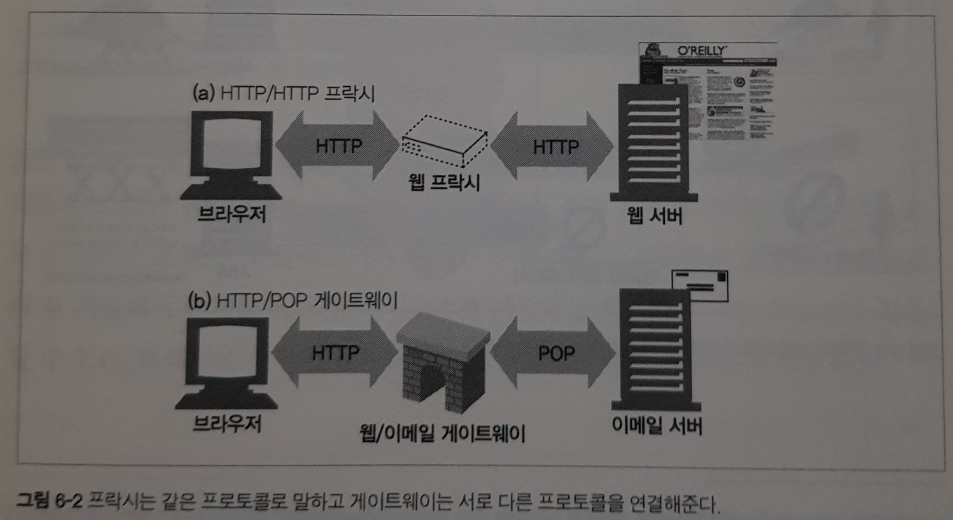 O'REILLY
(a) HTTP/HTTP 프락시
HTTP
HTTP
웹 프락시
브라우저
웹 서버
(b) HTTP/POP 게이트웨이
HTTP
POP
브라우저
웹/이메일 게이트웨이
이메일 서버
그림 6-2 프락시는 같은 프로토콜로 말하고 게이트웨이는 서로 다른 프로토콜을 연결해준다.